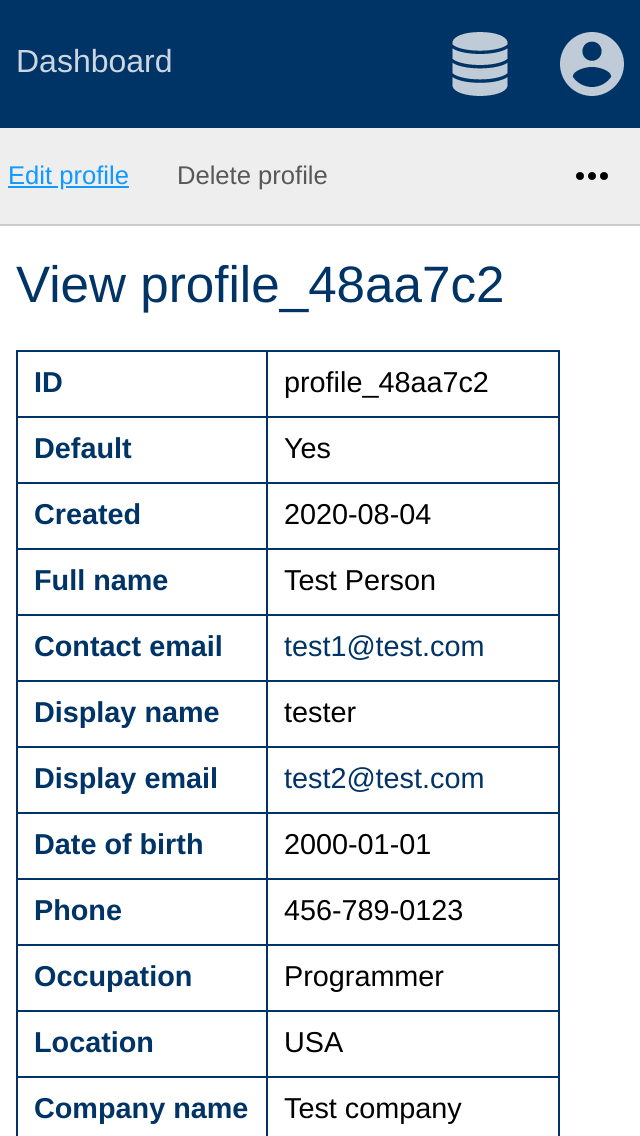 Dashboard
Edit profile Delete profile •••
View profile_48aa7c2
ID profile_48aa7c2
Default Yes
Created 2020-08-04
Full name Test Person
Contact email test1@test.com
Display name tester
Display email test2@test.com
Date of birth 2000-01-01
Phone 456-789-0123
Occupation Programmer
Location USA
Company name Test company